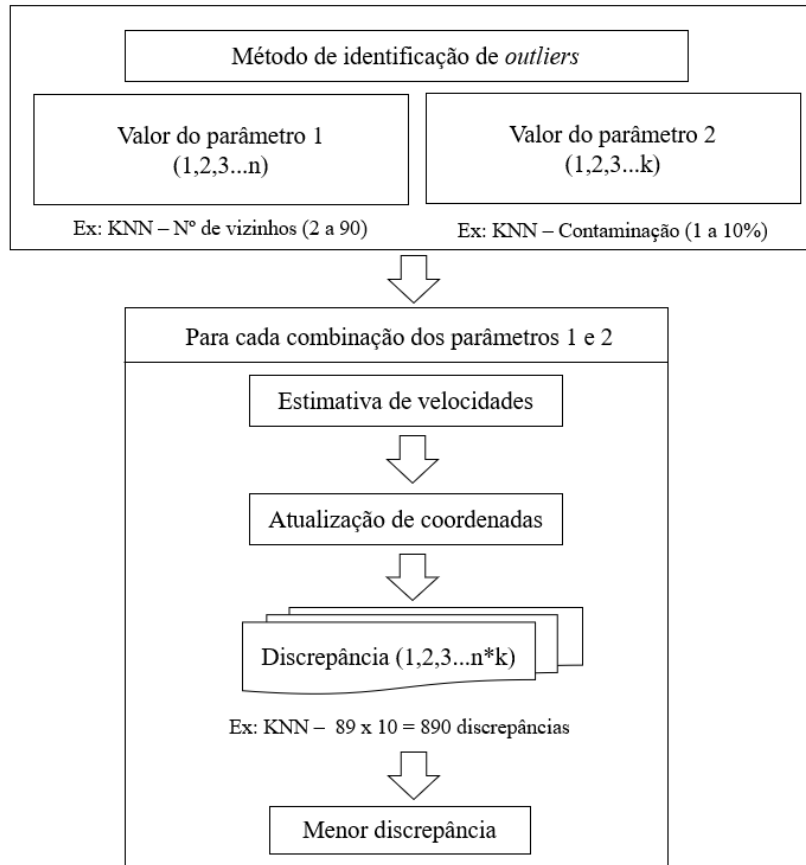 Método de identificação de outliers
Valor do parâmetro 1
(1,2,3...n)
Valor do parâmetro 2
(1,2,3...k)
Ex: KNN – Nº de vizinhos (2 a 90)
Ex: KNN – Contaminação (1 a 10%)
Para cada combinação dos parâmetros 1 e 2
Estimativa de velocidades
Atualização de coordenadas
Discrepância (1,2,3...n*k)
Ex: KNN – 89 x 10 = 890 discrepâncias
Menor discrepância